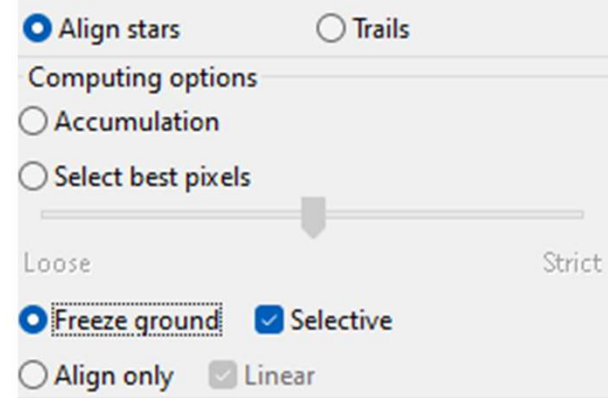 Align stars Trails
Computing options
Accumulation
Select best pixels
Loose Strict
Freeze ground Selective
Align only Linear